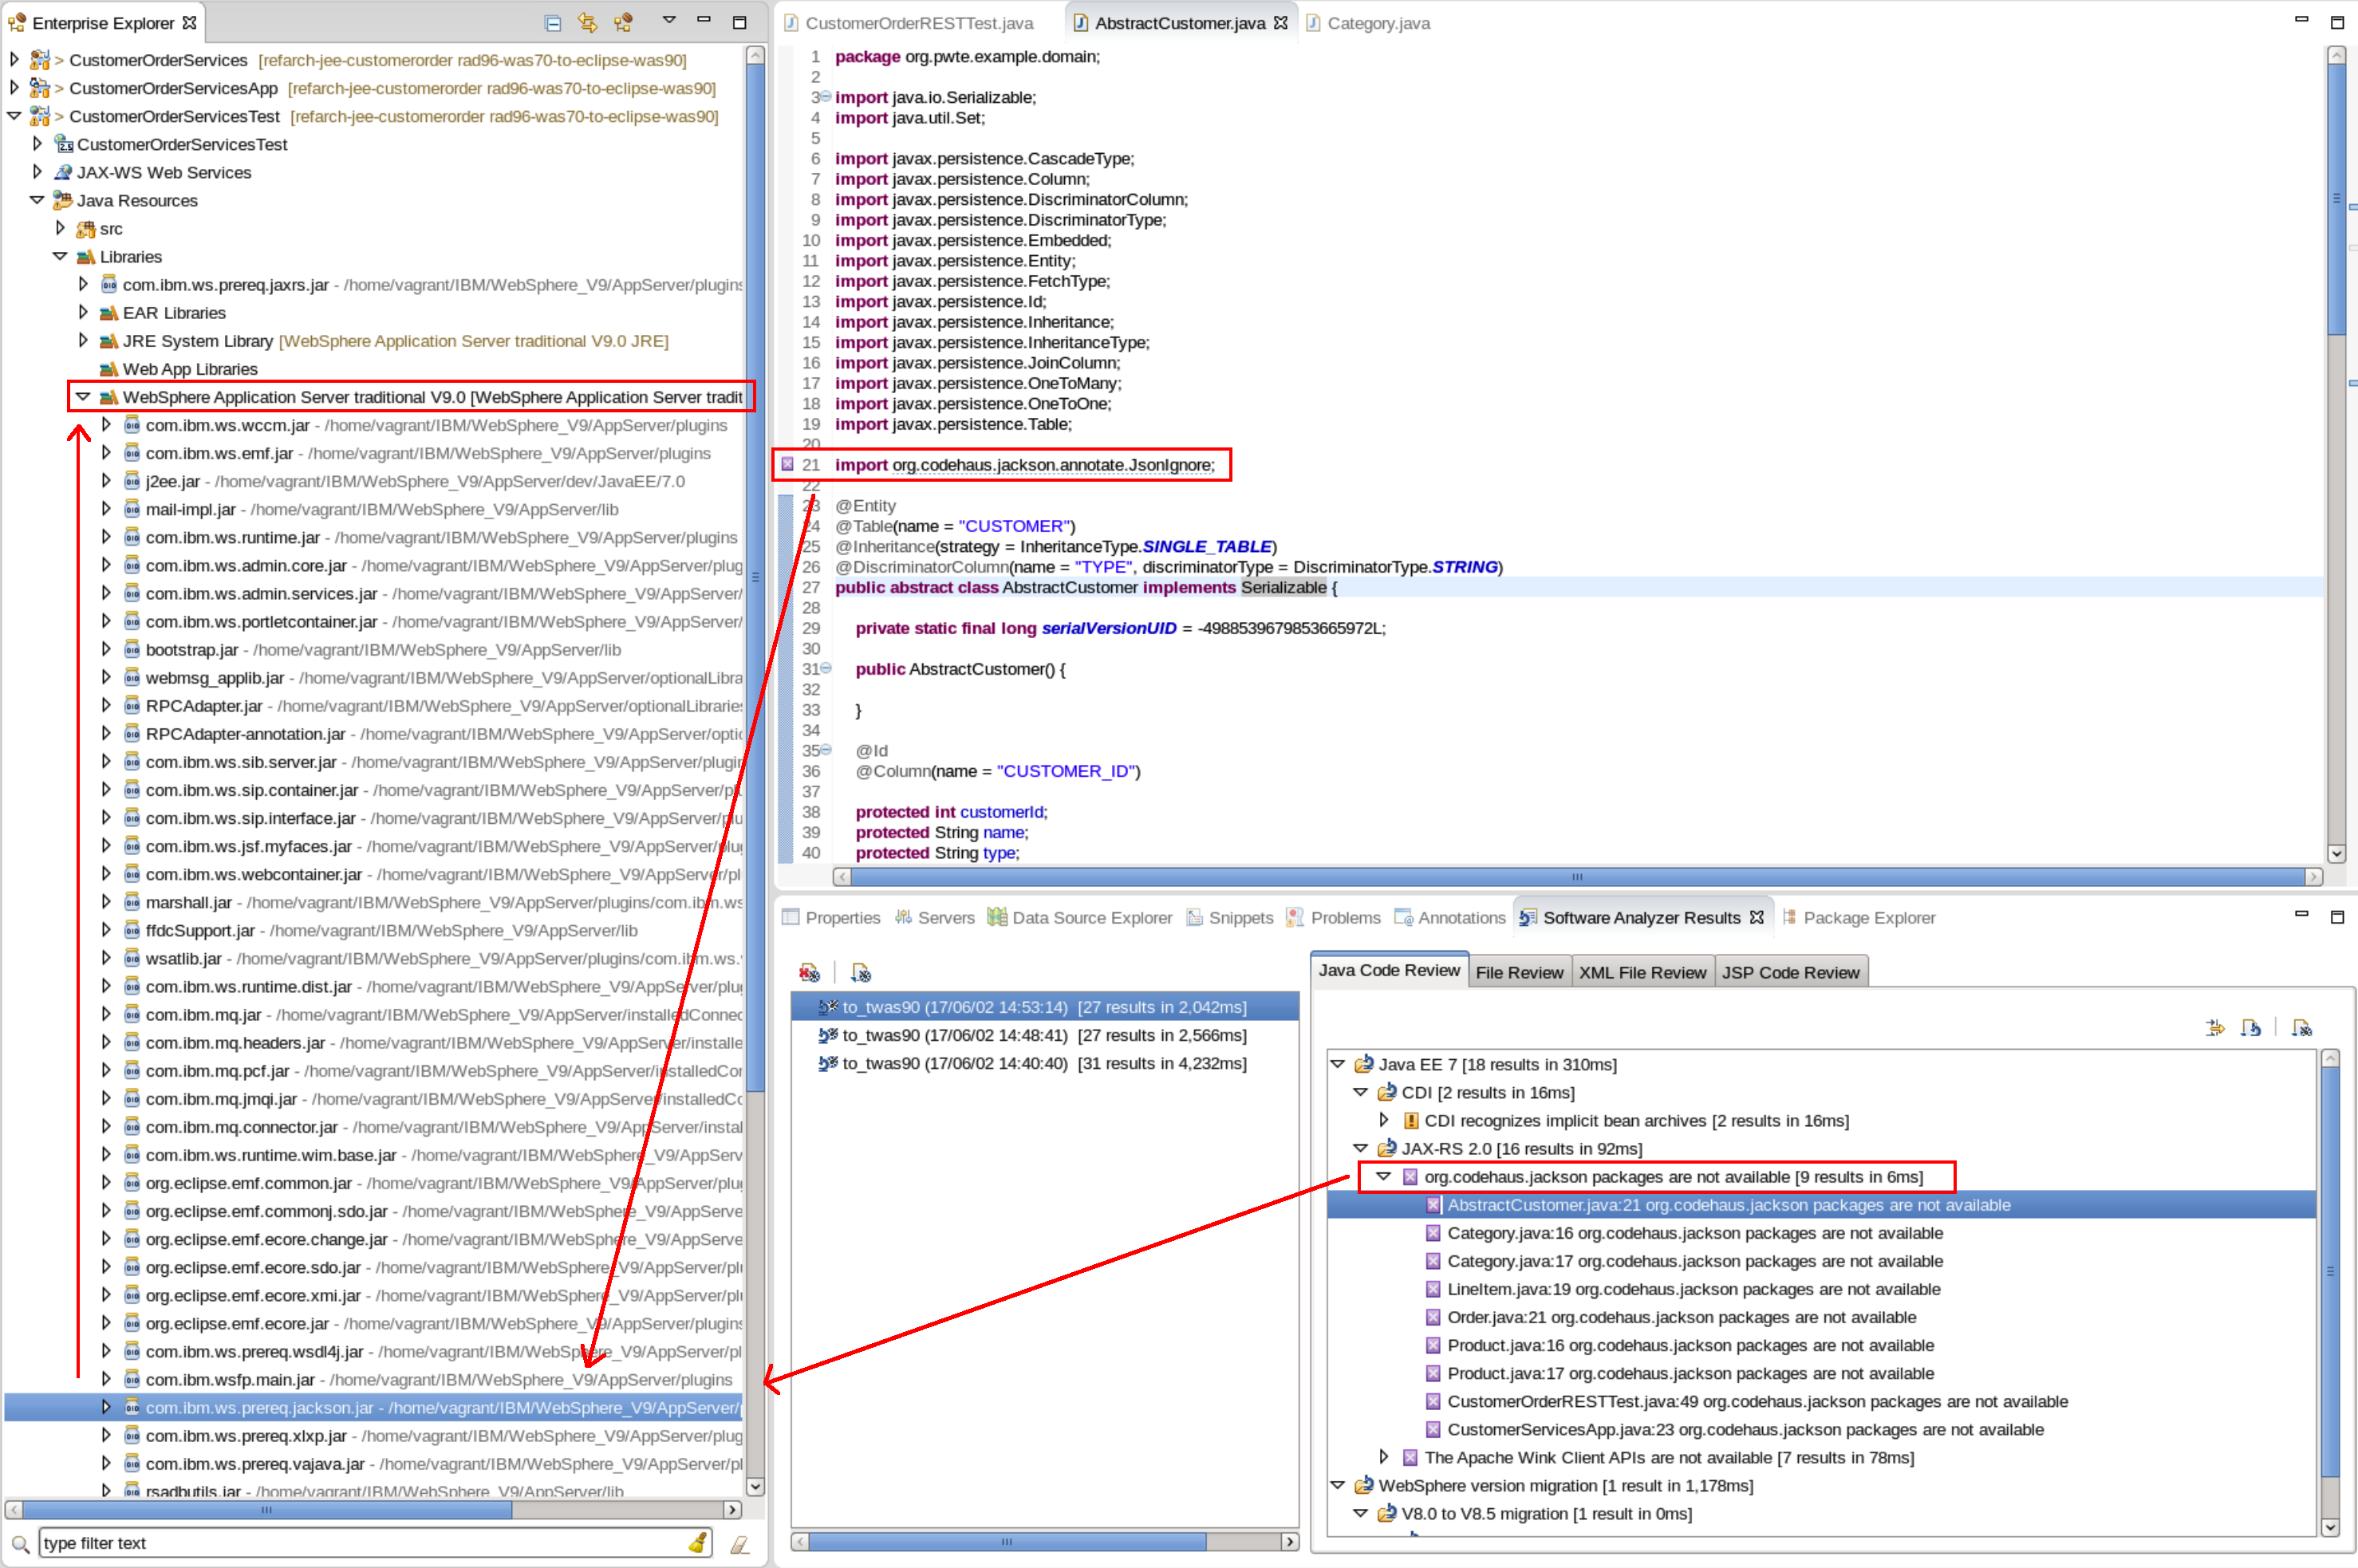 Enterprise Explorer
> CustomerOrderServices [refarch-jee-customerorder rad96-was70-to-eclipse-was90]
> CustomerOrderServicesApp [refarch-jee-customerorder rad96-was70-to-eclipse-was90]
> CustomerOrderServicesTest [refarch-jee-customerorder rad96-was70-to-eclipse-was90]
CustomerOrderServicesTest
JAX-WS Web Services
Java Resources
src
Libraries
com.ibm.ws.prereq.jaxrs.jar - /home/vagrant/IBM/WebSphere_V9/AppServer/plugins
EAR Libraries
JRE System Library [WebSphere Application Server traditional V9.0 JRE]
Web App Libraries
WebSphere Application Server traditional V9.0 [WebSphere Application Server tradit
com.ibm.ws.wccm.jar - /home/vagrant/IBM/WebSphere_V9/AppServer/plugins
com.ibm.ws.emf.jar - /home/vagrant/IBM/WebSphere_V9/AppServer/plugins
j2ee.jar - /home/vagrant/IBM/WebSphere_V9/AppServer/dev/JavaEE/7.0
mail-impl.jar - /home/vagrant/IBM/WebSphere_V9/AppServer/lib
com.ibm.ws.runtime.jar - /home/vagrant/IBM/WebSphere_V9/AppServer/plugins
com.ibm.ws.admin.core.jar - /home/vagrant/IBM/WebSphere_V9/AppServer/plug
com.ibm.ws.admin.services.jar - /home/vagrant/IBM/WebSphere_V9/AppServer/
com.ibm.ws.portletcontainer.jar - /home/vagrant/IBM/WebSphere_V9/AppServer/
bootstrap.jar - /home/vagrant/IBM/WebSphere_V9/AppServer/lib
webmsg_applib.jar - /home/vagrant/IBM/WebSphere_V9/AppServer/optionalLibra
RPCAdapter.jar - /home/vagrant/IBM/WebSphere_V9/AppServer/optionalLibraries
RPCAdapter-annotation.jar - /home/vagrant/IBM/WebSphere_V9/AppServer/optic
com.ibm.ws.sib.server.jar - /home/vagrant/IBM/WebSphere_V9/AppServer/plugin
com.ibm.ws.sip.container.jar - /home/vagrant/IBM/WebSphere_V9/AppServer/pl
com.ibm.ws.sip.interface.jar - /home/vagrant/IBM/WebSphere_V9/AppServer/plu
com.ibm.ws.jsf.myfaces.jar - /home/vagrant/IBM/WebSphere_V9/AppServer/plug
com.ibm.ws.webcontainer.jar - /home/vagrant/IBM/WebSphere_V9/AppServer/pl
marshall.jar - /home/vagrant/IBM/WebSphere_V9/AppServer/plugins/com.ibm.ws
ffdcSupport.jar - /home/vagrant/IBM/WebSphere_V9/AppServer/lib
wsatlib.jar - /home/vagrant/IBM/WebSphere_V9/AppServer/plugins/com.ibm.ws.
com.ibm.ws.runtime.dist.jar - /home/vagrant/IBM/WebSphere_V9/AppServer/plug
com.ibm.mq.jar - /home/vagrant/IBM/WebSphere_V9/AppServer/installedConnec
com.ibm.mq.headers.jar - /home/vagrant/IBM/WebSphere_V9/AppServer/installe
com.ibm.mq.pcf.jar - /home/vagrant/IBM/WebSphere_V9/AppServer/installedCor
com.ibm.mq.jmqi.jar - /home/vagrant/IBM/WebSphere_V9/AppServer/installedCo
com.ibm.mq.connector.jar - /home/vagrant/IBM/WebSphere_V9/AppServer/instal
com.ibm.ws.runtime.wim.base.jar - /home/vagrant/IBM/WebSphere_V9/AppServ
org.eclipse.emf.common.jar - /home/vagrant/IBM/WebSphere_V9/AppServer/plug
org.eclipse.emf.commonj.sdo.jar - /home/vagrant/IBM/WebSphere_V9/AppServe
org.eclipse.emf.ecore.change.jar - /home/vagrant/IBM/WebSphere_V9/AppServe
org.eclipse.emf.ecore.sdo.jar - /home/vagrant/IBM/WebSphere_V9/AppServer/plu
org.eclipse.emf.ecore.xmi.jar - /home/vagrant/IBM/WebSphere_V9/AppServer/plu
org.eclipse.emf.ecore.jar - /home/vagrant/IBM/WebSphere_V9/AppServer/plugins
com.ibm.ws.prereq.wsdl4j.jar - /home/vagrant/IBM/WebSphere_V9/AppServer/pl
com.ibm.wsfp.main.jar - /home/vagrant/IBM/WebSphere_V9/AppServer/plugins
com.ibm.ws.prereq.jackson.jar - /home/vagrant/IBM/WebSphere_V9/AppServer/p
com.ibm.ws.prereq.xlxp.jar - /home/vagrant/IBM/WebSphere_V9/AppServer/plug
com.ibm.ws.prereq.vajava.jar - /home/vagrant/IBM/WebSphere_V9/AppServer/pl
rsadbutils.jar - /home/vagrant/IBM/WebSphere_V9/AppServer/lib
type filter text
CustomerOrderRESTTest.java AbstractCustomer.java Category.java
1 package org.pwte.example.domain;
2
3 import java.io.Serializable;
4 import java.util.Set;
5
6 import javax.persistence.CascadeType;
7 import javax.persistence.Column;
8 import javax.persistence.DiscriminatorColumn;
9 import javax.persistence.DiscriminatorType;
10 import javax.persistence.Embedded;
11 import javax.persistence.Entity;
12 import javax.persistence.FetchType;
13 import javax.persistence.Id;
14 import javax.persistence.Inheritance;
15 import javax.persistence.InheritanceType;
16 import javax.persistence.JoinColumn;
17 import javax.persistence.OneToMany;
18 import javax.persistence.OneToOne;
19 import javax.persistence.Table;
20
21 import org.codehaus.jackson.annotate.JsonIgnore;
22
23 @Entity
24 @Table(name = "CUSTOMER")
25 @Inheritance(strategy = InheritanceType.SINGLE_TABLE)
26 @DiscriminatorColumn(name = "TYPE", discriminatorType = DiscriminatorType.STRING)
27 public abstract class AbstractCustomer implements Serializable {
28
29 private static final long serialVersionUID = -4988539679853665972L;
30
31 public AbstractCustomer() {
32
33 }
34
35 @Id
36 @Column(name = "CUSTOMER_ID")
37
38 protected int customerId;
39 protected String name;
40 protected String type;
Properties Servers Data Source Explorer Snippets Problems Annotations Software Analyzer Results Package Explorer
to_twas90 (17/06/02 14:53:14) [27 results in 2,042ms]
to_twas90 (17/06/02 14:48:41) [27 results in 2,566ms]
to_twas90 (17/06/02 14:40:40) [31 results in 4,232ms]
Java Code Review File Review XML File Review JSP Code Review
Java EE 7 [18 results in 310ms]
CDI [2 results in 16ms]
CDI recognizes implicit bean archives [2 results in 16ms]
JAX-RS 2.0 [16 results in 92ms]
org.codehaus.jackson packages are not available [9 results in 6ms]
AbstractCustomer.java:21 org.codehaus.jackson packages are not available
Category.java:16 org.codehaus.jackson packages are not available
Category.java:17 org.codehaus.jackson packages are not available
LineItem.java:19 org.codehaus.jackson packages are not available
Order.java:21 org.codehaus.jackson packages are not available
Product.java:16 org.codehaus.jackson packages are not available
Product.java:17 org.codehaus.jackson packages are not available
CustomerOrderRESTTest.java:49 org.codehaus.jackson packages are not available
CustomerServicesApp.java:23 org.codehaus.jackson packages are not available
The Apache Wink Client APIs are not available [7 results in 78ms]
WebSphere version migration [1 result in 1,178ms]
V8.0 to V8.5 migration [1 result in 0ms]